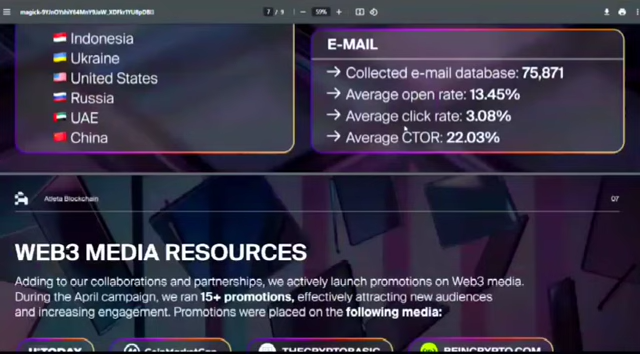 7 / 9
59%
Indonesia
Ukraine
United States
Russia
UAE
China
E-MAIL
→ Collected e-mail database: 75,871
→ Average open rate: 13.45%
→ Average click rate: 3.08%
→ Average CTOR: 22.03%
Atleta Blockchain
07
WEB3 MEDIA RESOURCES
Adding to our collaborations and partnerships, we actively launch promotions on Web3 media.
During the April campaign, we ran 15+ promotions, effectively attracting new audiences
and increasing engagement. Promotions were placed on the following media:
U.TODAY
CoinMarketCap
THECRYPTOBASIC
BEINCRYPTO.COM